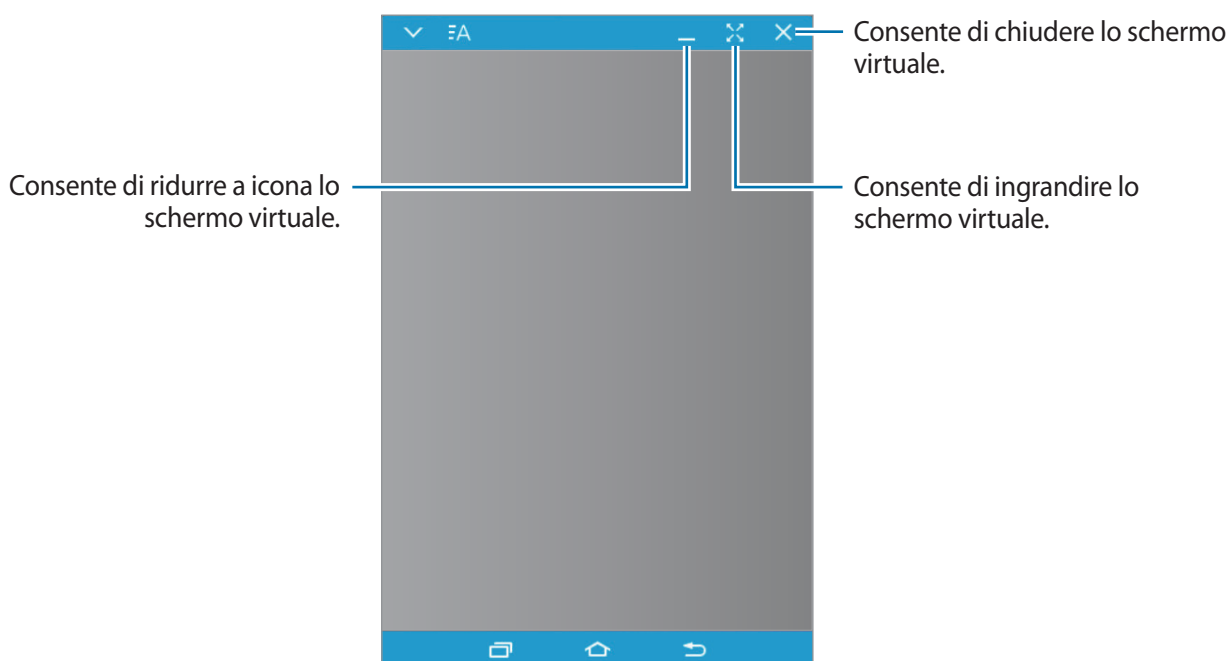 ΞA
Consente di chiudere lo schermo
virtuale.
Consente di ridurre a icona lo
schermo virtuale.
Consente di ingrandire lo
schermo virtuale.